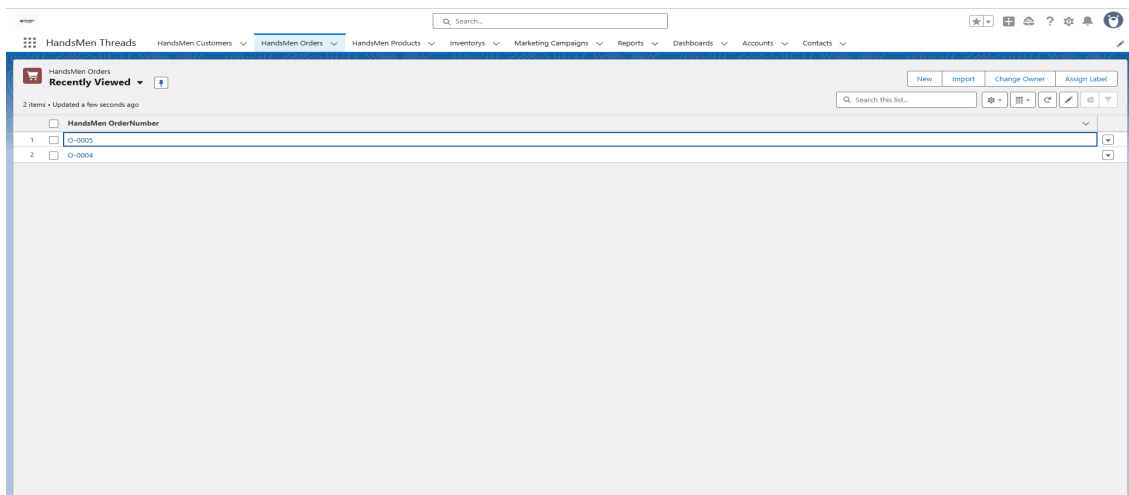 Search...
HandsMen Threads HandsMen Customers HandsMen Orders HandsMen Products Inventorys Marketing Campaigns Reports Dashboards Accounts Contacts
HandsMen Orders
Recently Viewed
New Import Change Owner Assign Label
2 items • Updated a few seconds ago
Search this list...
HandsMen OrderNumber
1 O-0005
2 O-0004